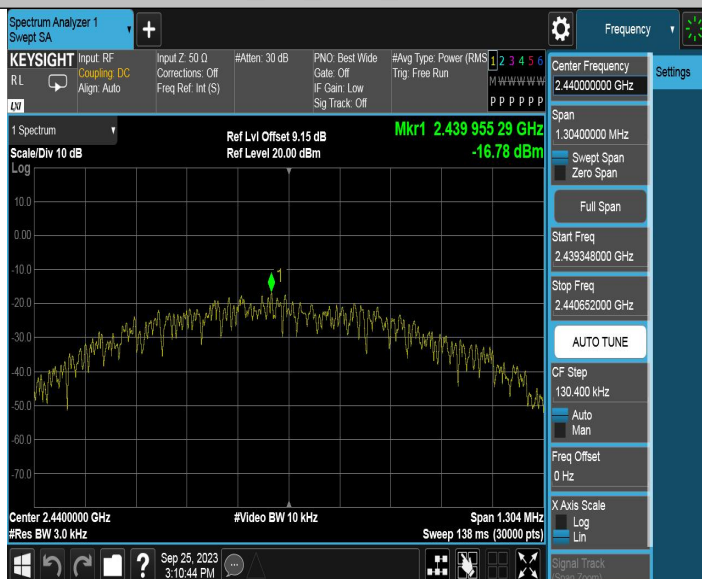 Spectrum Analyzer 1
Swept SA
+
Frequency
KEYSIGHT
RL
LXI
Input: RF
Coupling: DC
Align: Auto
Input Z: 50 Ω
Corrections: Off
Freq Ref: Int (S)
#Atten: 30 dB
PNO: Best Wide
Gate: Off
IF Gain: Low
Sig Track: Off
#Avg Type: Power (RMS
Trig: Free Run
1 2 3 4 5 6
M W W W W W
P P P P P P
1 Spectrum
Scale/Div 10 dB
Ref Lvl Offset 9.15 dB
Ref Level 20.00 dBm
Mkr1 2.439 955 29 GHz
-16.78 dBm
Log
10.0
0.00
-10.0
-20.0
-30.0
-40.0
-50.0
-60.0
-70.0
1
Center 2.4400000 GHz
#Res BW 3.0 kHz
#Video BW 10 kHz
Span 1.304 MHz
Sweep 138 ms (30000 pts)
?
Sep 25, 2023
3:10:44 PM
Center Frequency
2.440000000 GHz
Span
1.30400000 MHz
Swept Span
Zero Span
Full Span
Start Freq
2.439348000 GHz
Stop Freq
2.440652000 GHz
AUTO TUNE
CF Step
130.400 kHz
Auto
Man
Freq Offset
0 Hz
X Axis Scale
Log
Lin
Signal Track
(Span Zoom)
Settings